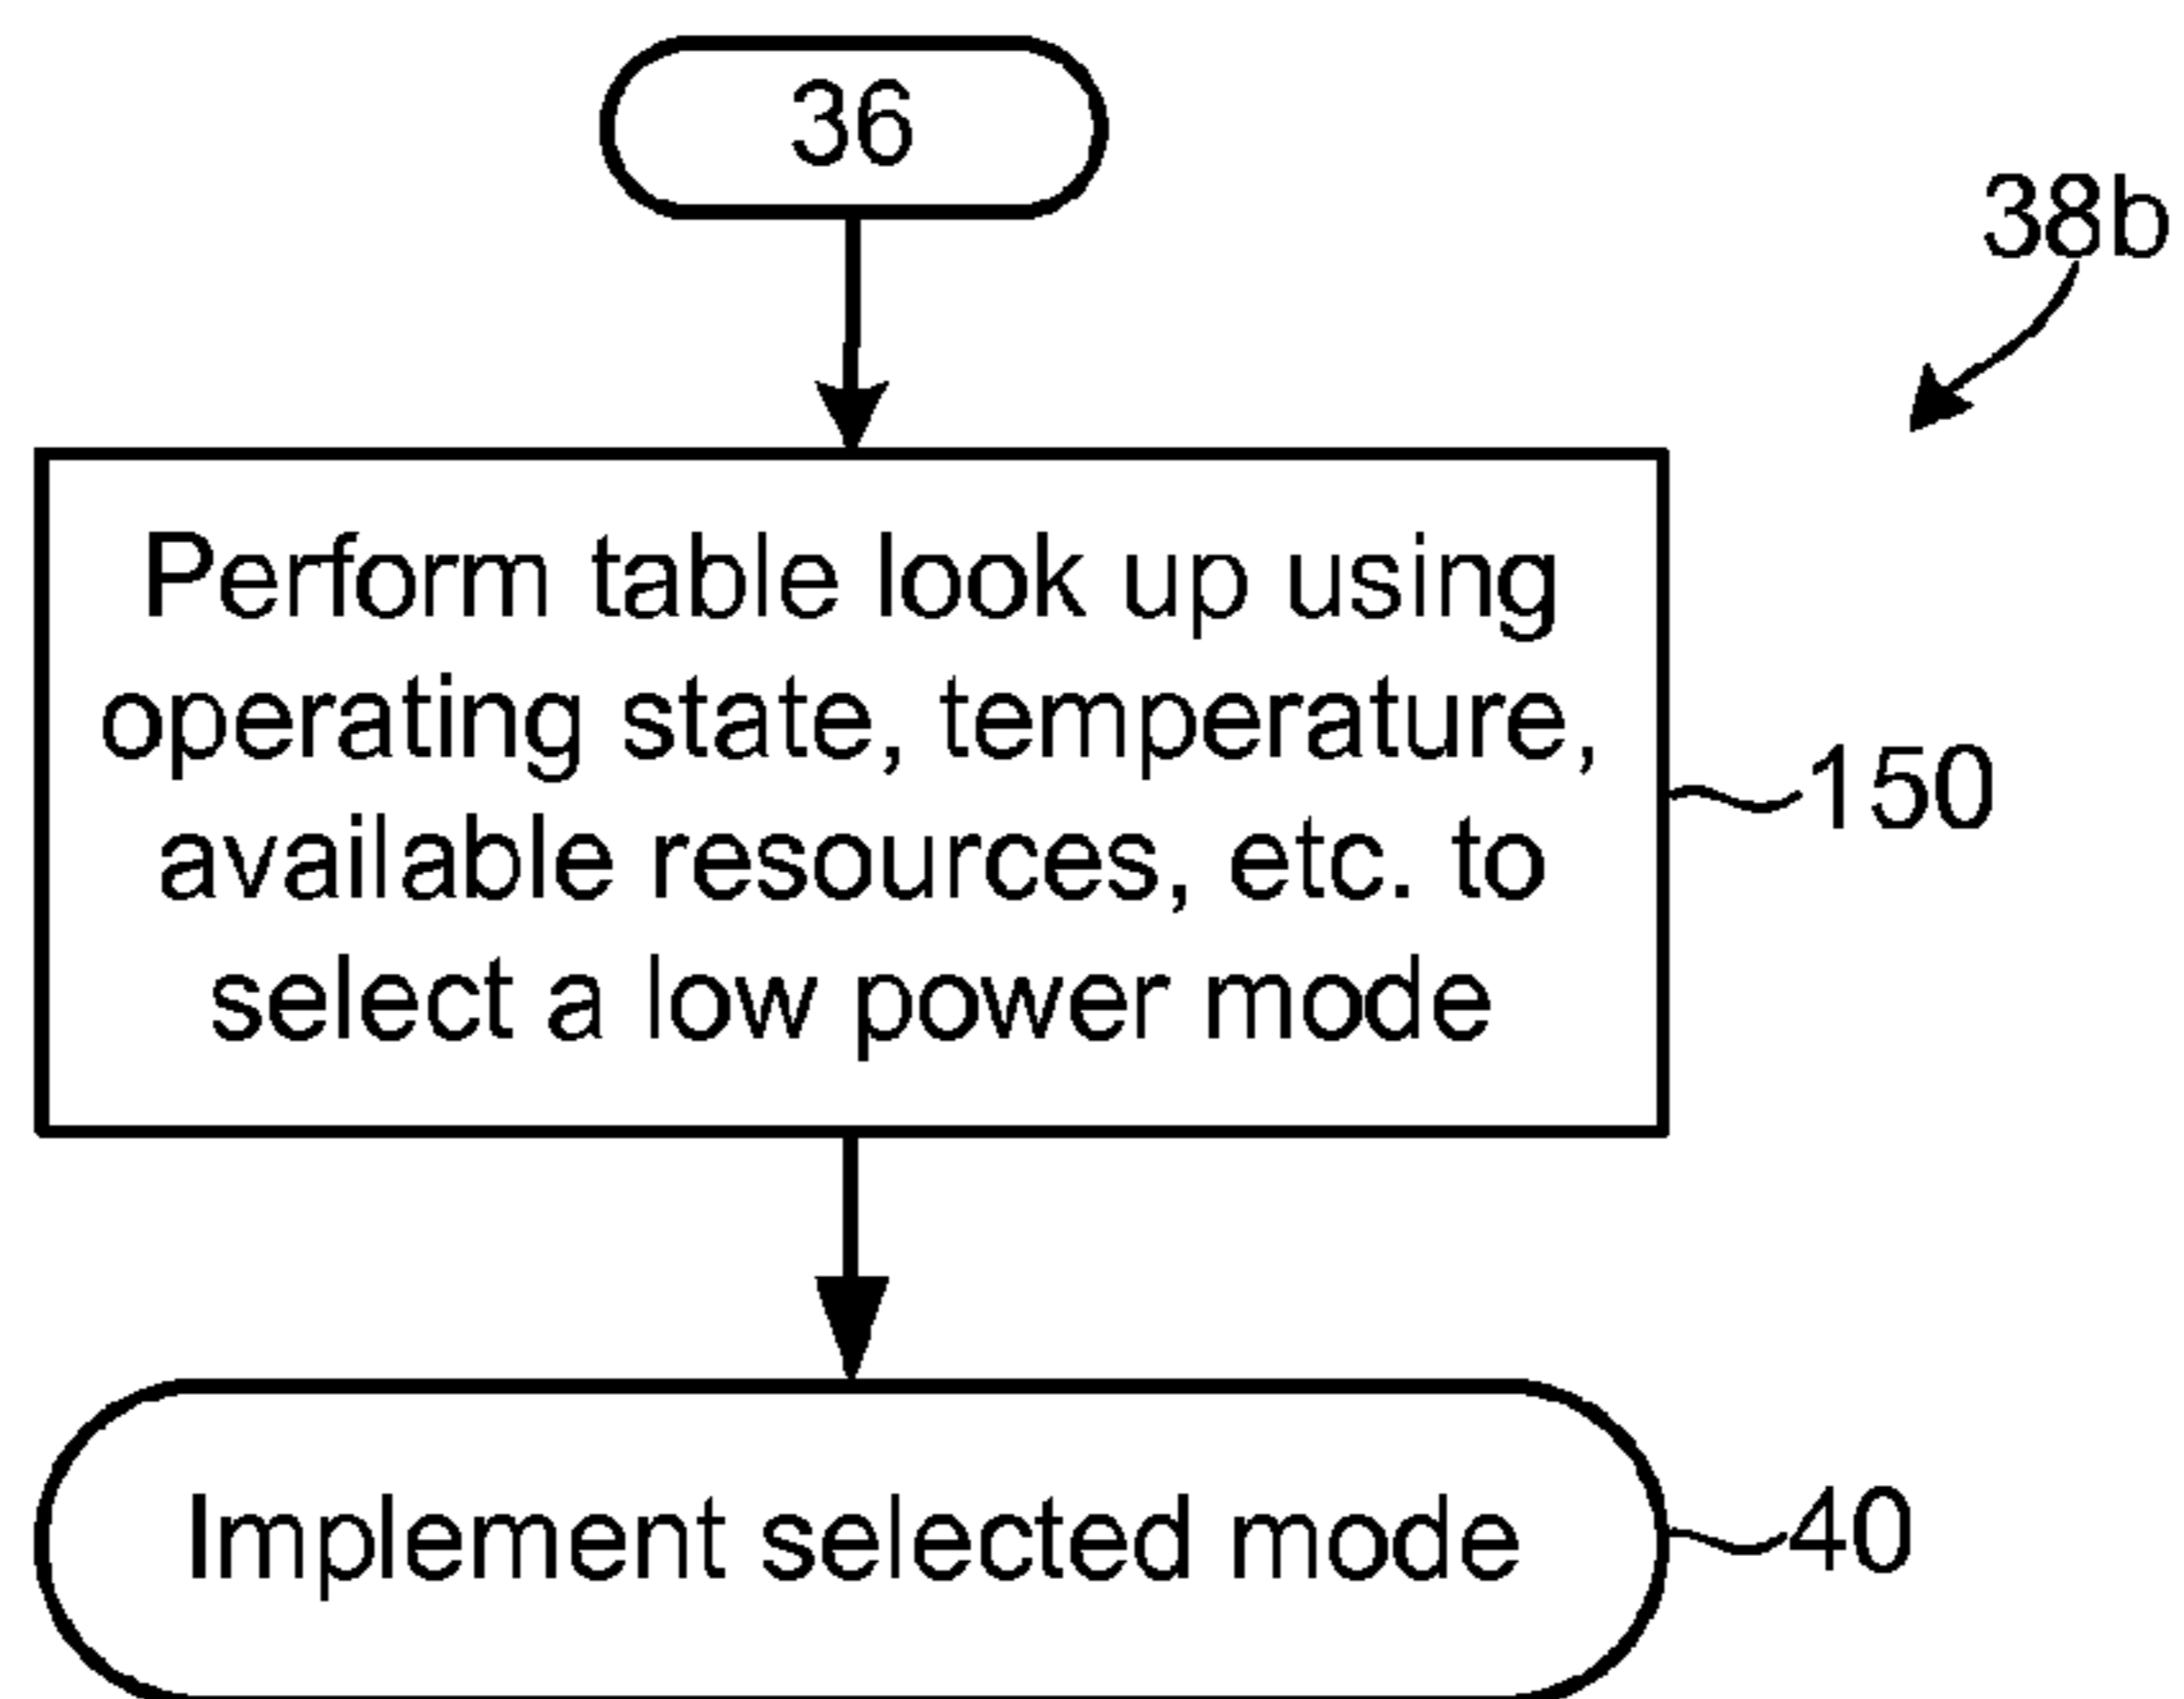 36
38b
Perform table look up using
operating state, temperature,
available resources, etc. to
select a low power mode
150
Implement selected mode
40